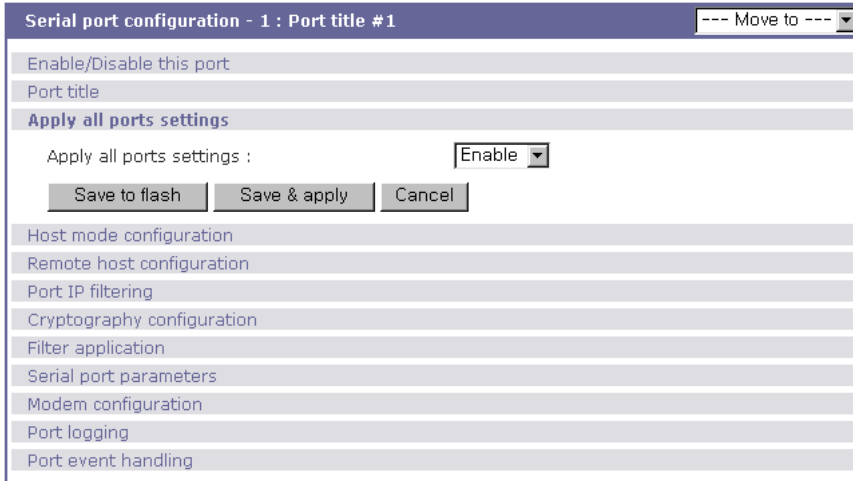 Serial port configuration - 1 : Port title #1 --- Move to ---
Enable/Disable this port
Port title
Apply all ports settings
Apply all ports settings : Enable
Save to flash Save & apply Cancel
Host mode configuration
Remote host configuration
Port IP filtering
Cryptography configuration
Filter application
Serial port parameters
Modem configuration
Port logging
Port event handling